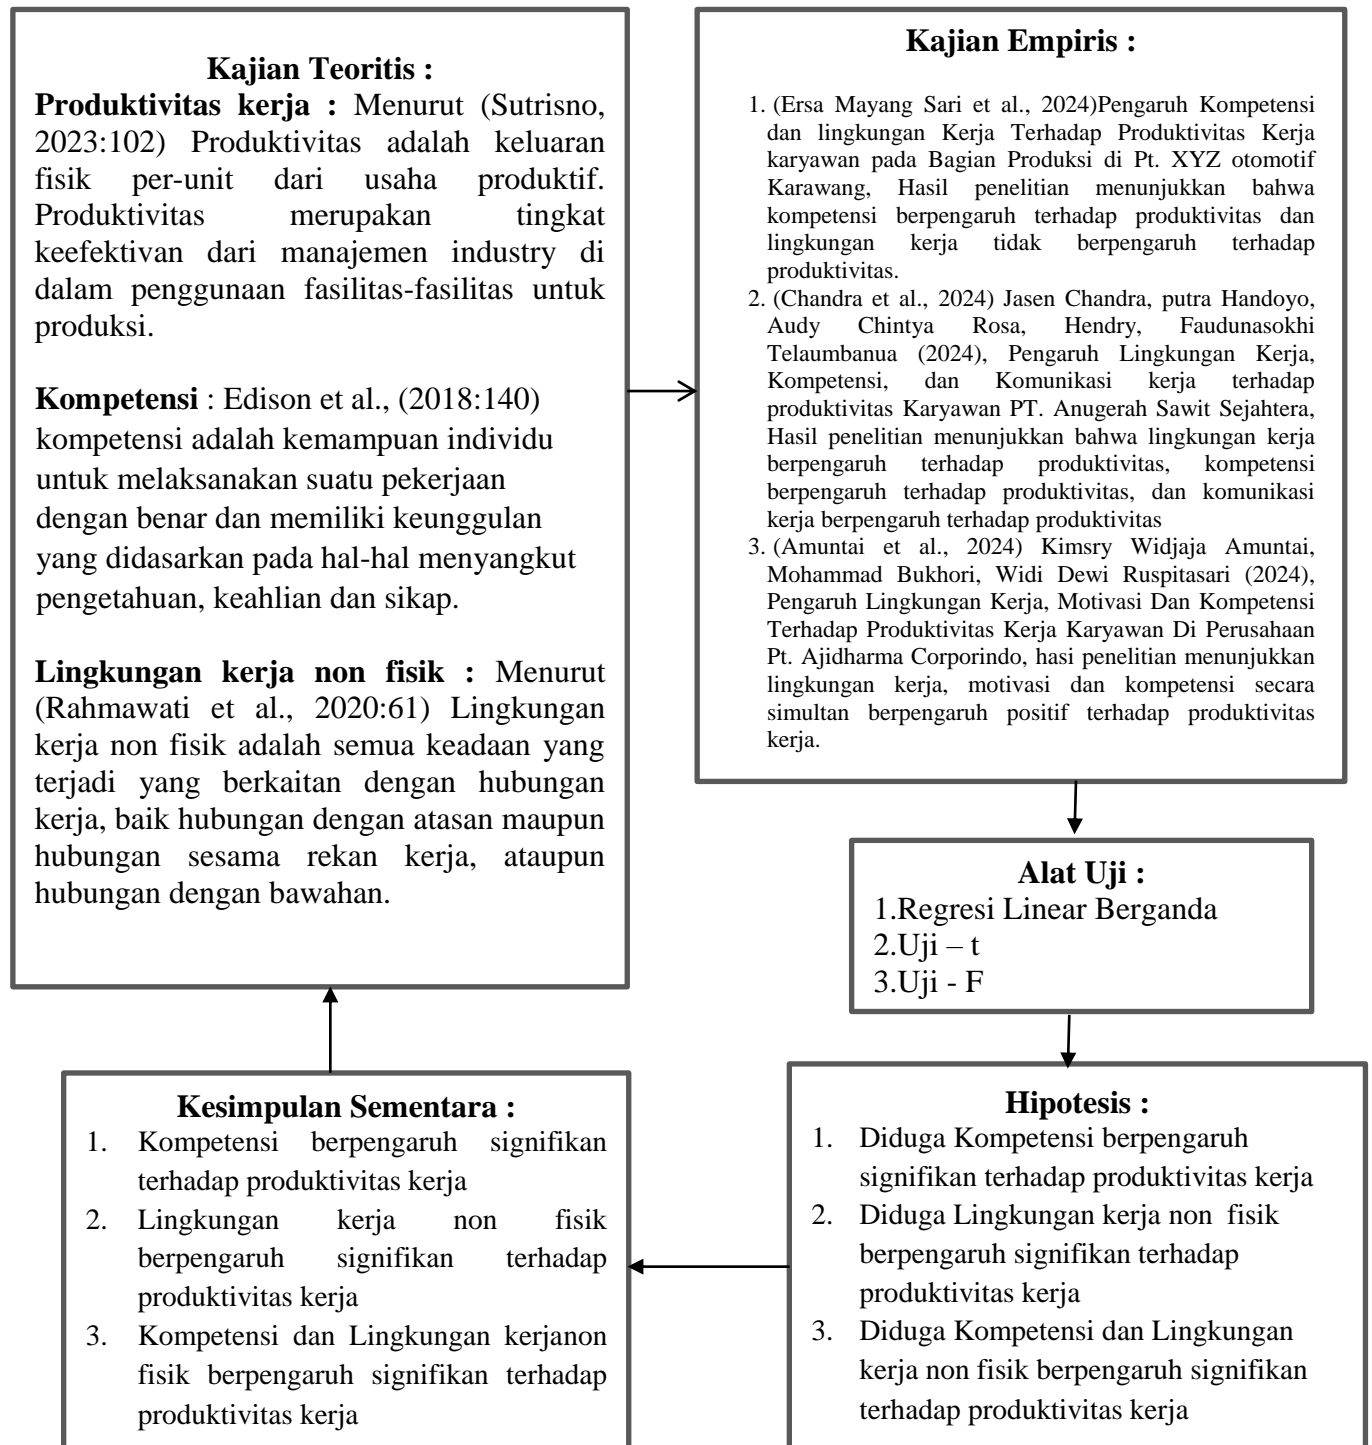 Kajian Teoritis :
Produktivitas kerja : Menurut (Sutrisno,
2023:102) Produktivitas adalah keluaran
fisik per-unit dari usaha produktif.
Produktivitas merupakan tingkat
keefektivan dari manajemen industry di
dalam penggunaan fasilitas-fasilitas untuk
produksi.
Kompetensi : Edison et al., (2018:140)
kompetensi adalah kemampuan individu
untuk melaksanakan suatu pekerjaan
dengan benar dan memiliki keunggulan
yang didasarkan pada hal-hal menyangkut
pengetahuan, keahlian dan sikap.
Lingkungan kerja non fisik : Menurut
(Rahmawati et al., 2020:61) Lingkungan
kerja non fisik adalah semua keadaan yang
terjadi yang berkaitan dengan hubungan
kerja, baik hubungan dengan atasan maupun
hubungan sesama rekan kerja, ataupun
hubungan dengan bawahan.
Kajian Empiris :
1. (Ersa Mayang Sari et al., 2024)Pengaruh Kompetensi
dan lingkungan Kerja Terhadap Produktivitas Kerja
karyawan pada Bagian Produksi di Pt. XYZ otomotif
Karawang, Hasil penelitian menunjukkan bahwa
kompetensi berpengaruh terhadap produktivitas dan
lingkungan kerja tidak berpengaruh terhadap
produktivitas.
2. (Chandra et al., 2024) Jasen Chandra, putra Handoyo,
Audy Chintya Rosa, Hendry, Faudunasokhi
Telaumbanua (2024), Pengaruh Lingkungan Kerja,
Kompetensi, dan Komunikasi kerja terhadap
produktivitas Karyawan PT. Anugerah Sawit Sejahtera,
Hasil penelitian menunjukkan bahwa lingkungan kerja
berpengaruh terhadap produktivitas, kompetensi
berpengaruh terhadap produktivitas, dan komunikasi
kerja berpengaruh terhadap produktivitas
3. (Amuntai et al., 2024) Kimsry Widjaja Amuntai,
Mohammad Bukhori, Widi Dewi Ruspitasari (2024),
Pengaruh Lingkungan Kerja, Motivasi Dan Kompetensi
Terhadap Produktivitas Kerja Karyawan Di Perusahaan
Pt. Ajidharma Corporindo, hasi penelitian menunjukkan
lingkungan kerja, motivasi dan kompetensi secara
simultan berpengaruh positif terhadap produktivitas
kerja.
Alat Uji :
1.Regresi Linear Berganda
2.Uji – t
3.Uji - F
Hipotesis :
1. Diduga Kompetensi berpengaruh
signifikan terhadap produktivitas kerja
2. Diduga Lingkungan kerja non fisik
berpengaruh signifikan terhadap
produktivitas kerja
3. Diduga Kompetensi dan Lingkungan
kerja non fisik berpengaruh signifikan
terhadap produktivitas kerja
Kesimpulan Sementara :
1. Kompetensi berpengaruh signifikan
terhadap produktivitas kerja
2. Lingkungan kerja non fisik
berpengaruh signifikan terhadap
produktivitas kerja
3. Kompetensi dan Lingkungan kerjanon
fisik berpengaruh signifikan terhadap
produktivitas kerja